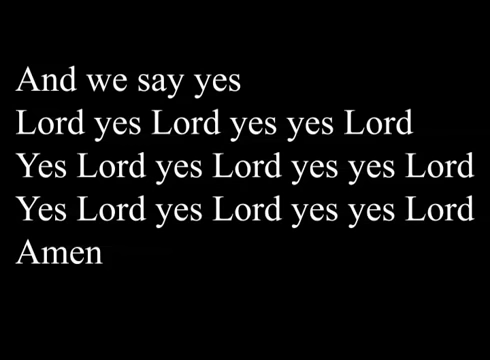 And we say yes
Lord yes Lord yes yes Lord
Yes Lord yes Lord yes yes Lord
Yes Lord yes Lord yes yes Lord
Amen